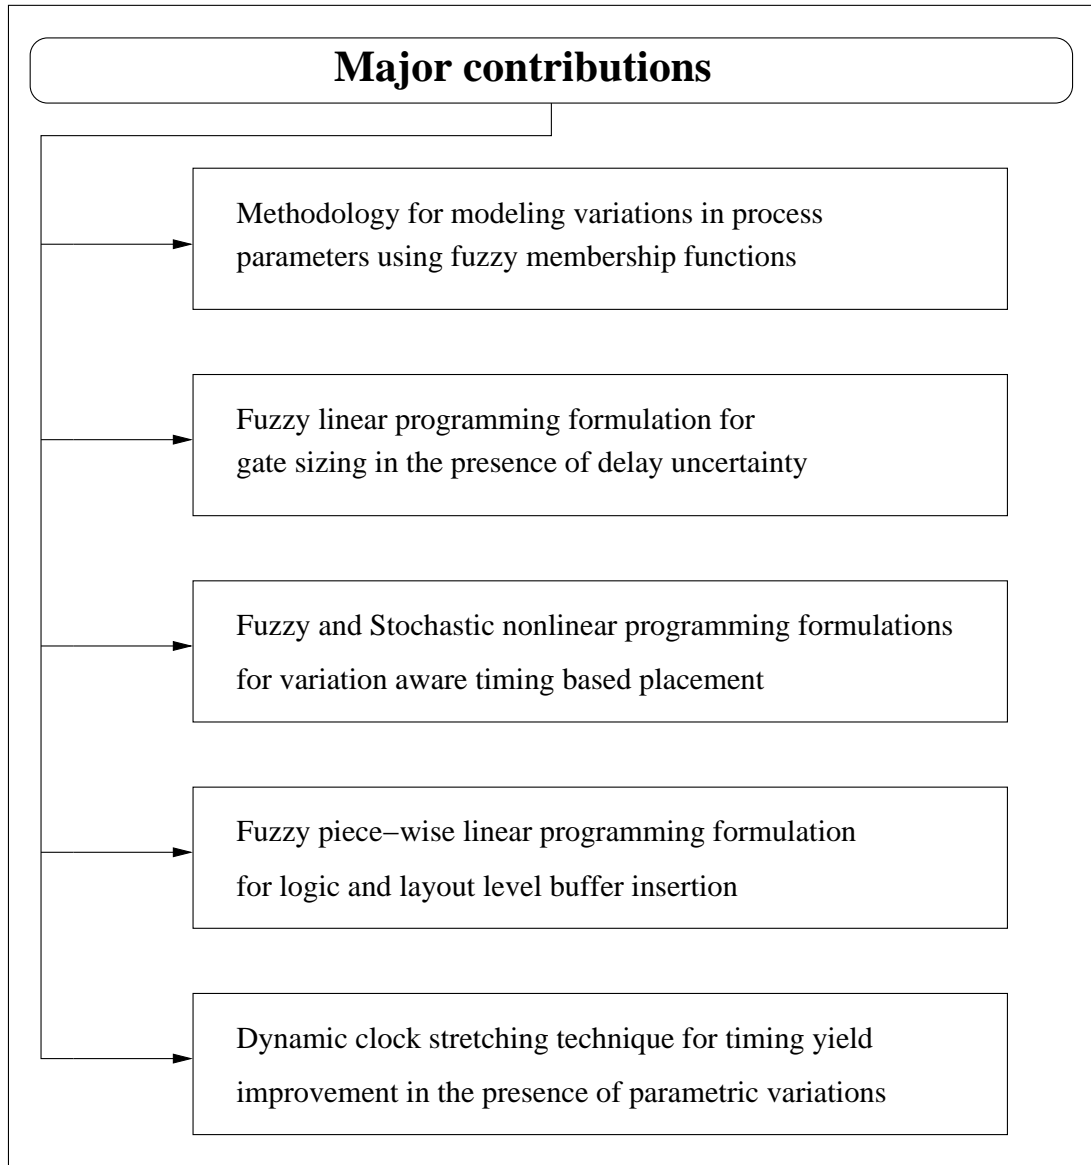 Major contributions
Methodology for modeling variations in process
parameters using fuzzy membership functions
Fuzzy linear programming formulation for
gate sizing in the presence of delay uncertainty
Fuzzy and Stochastic nonlinear programming formulations
for variation aware timing based placement
Fuzzy piece−wise linear programming formulation
for logic and layout level buffer insertion
Dynamic clock stretching technique for timing yield
improvement in the presence of parametric variations